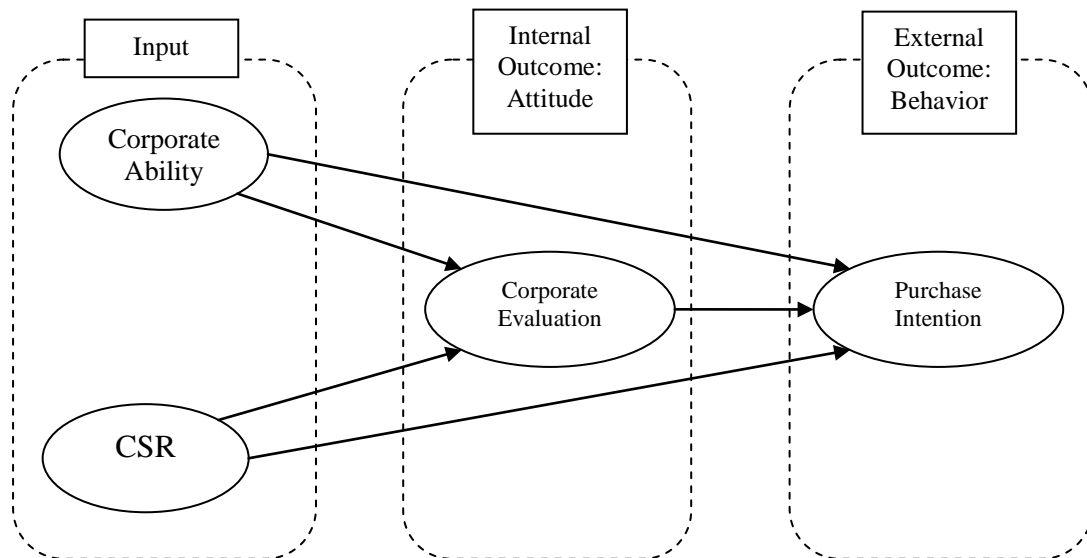 Input
Internal
Outcome:
Attitude
External
Outcome:
Behavior
Corporate
Ability
Corporate
Evaluation
Purchase
Intention
CSR